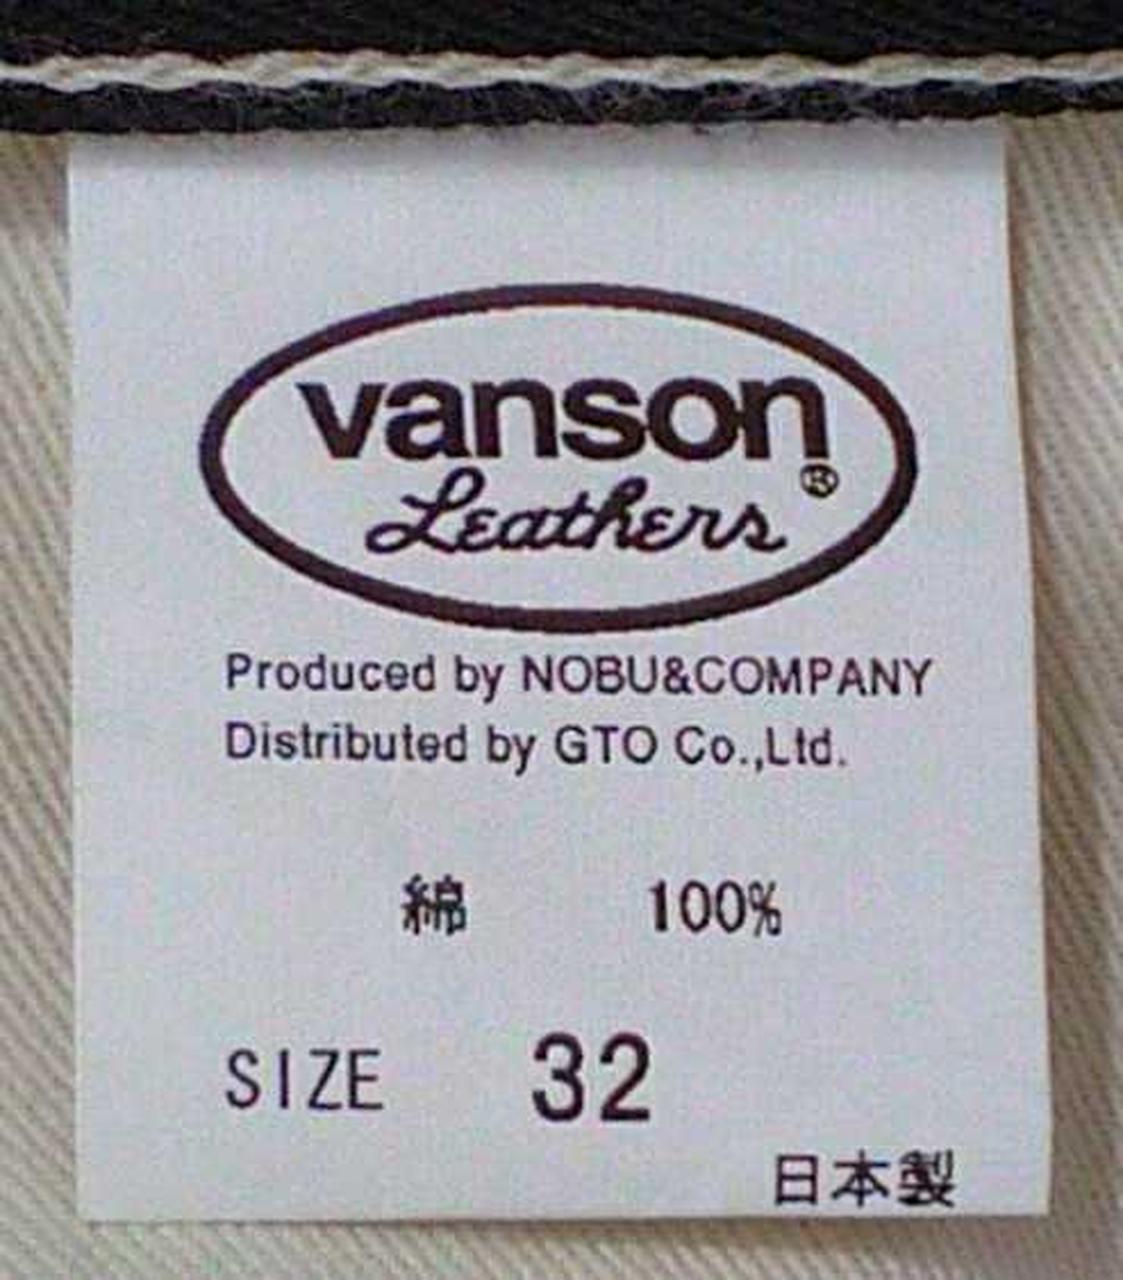 vanson
Leathers®
Produced by NOBU&COMPANY
Distributed by GTO Co.,Ltd.
綿 100%
SIZE 32
日本製